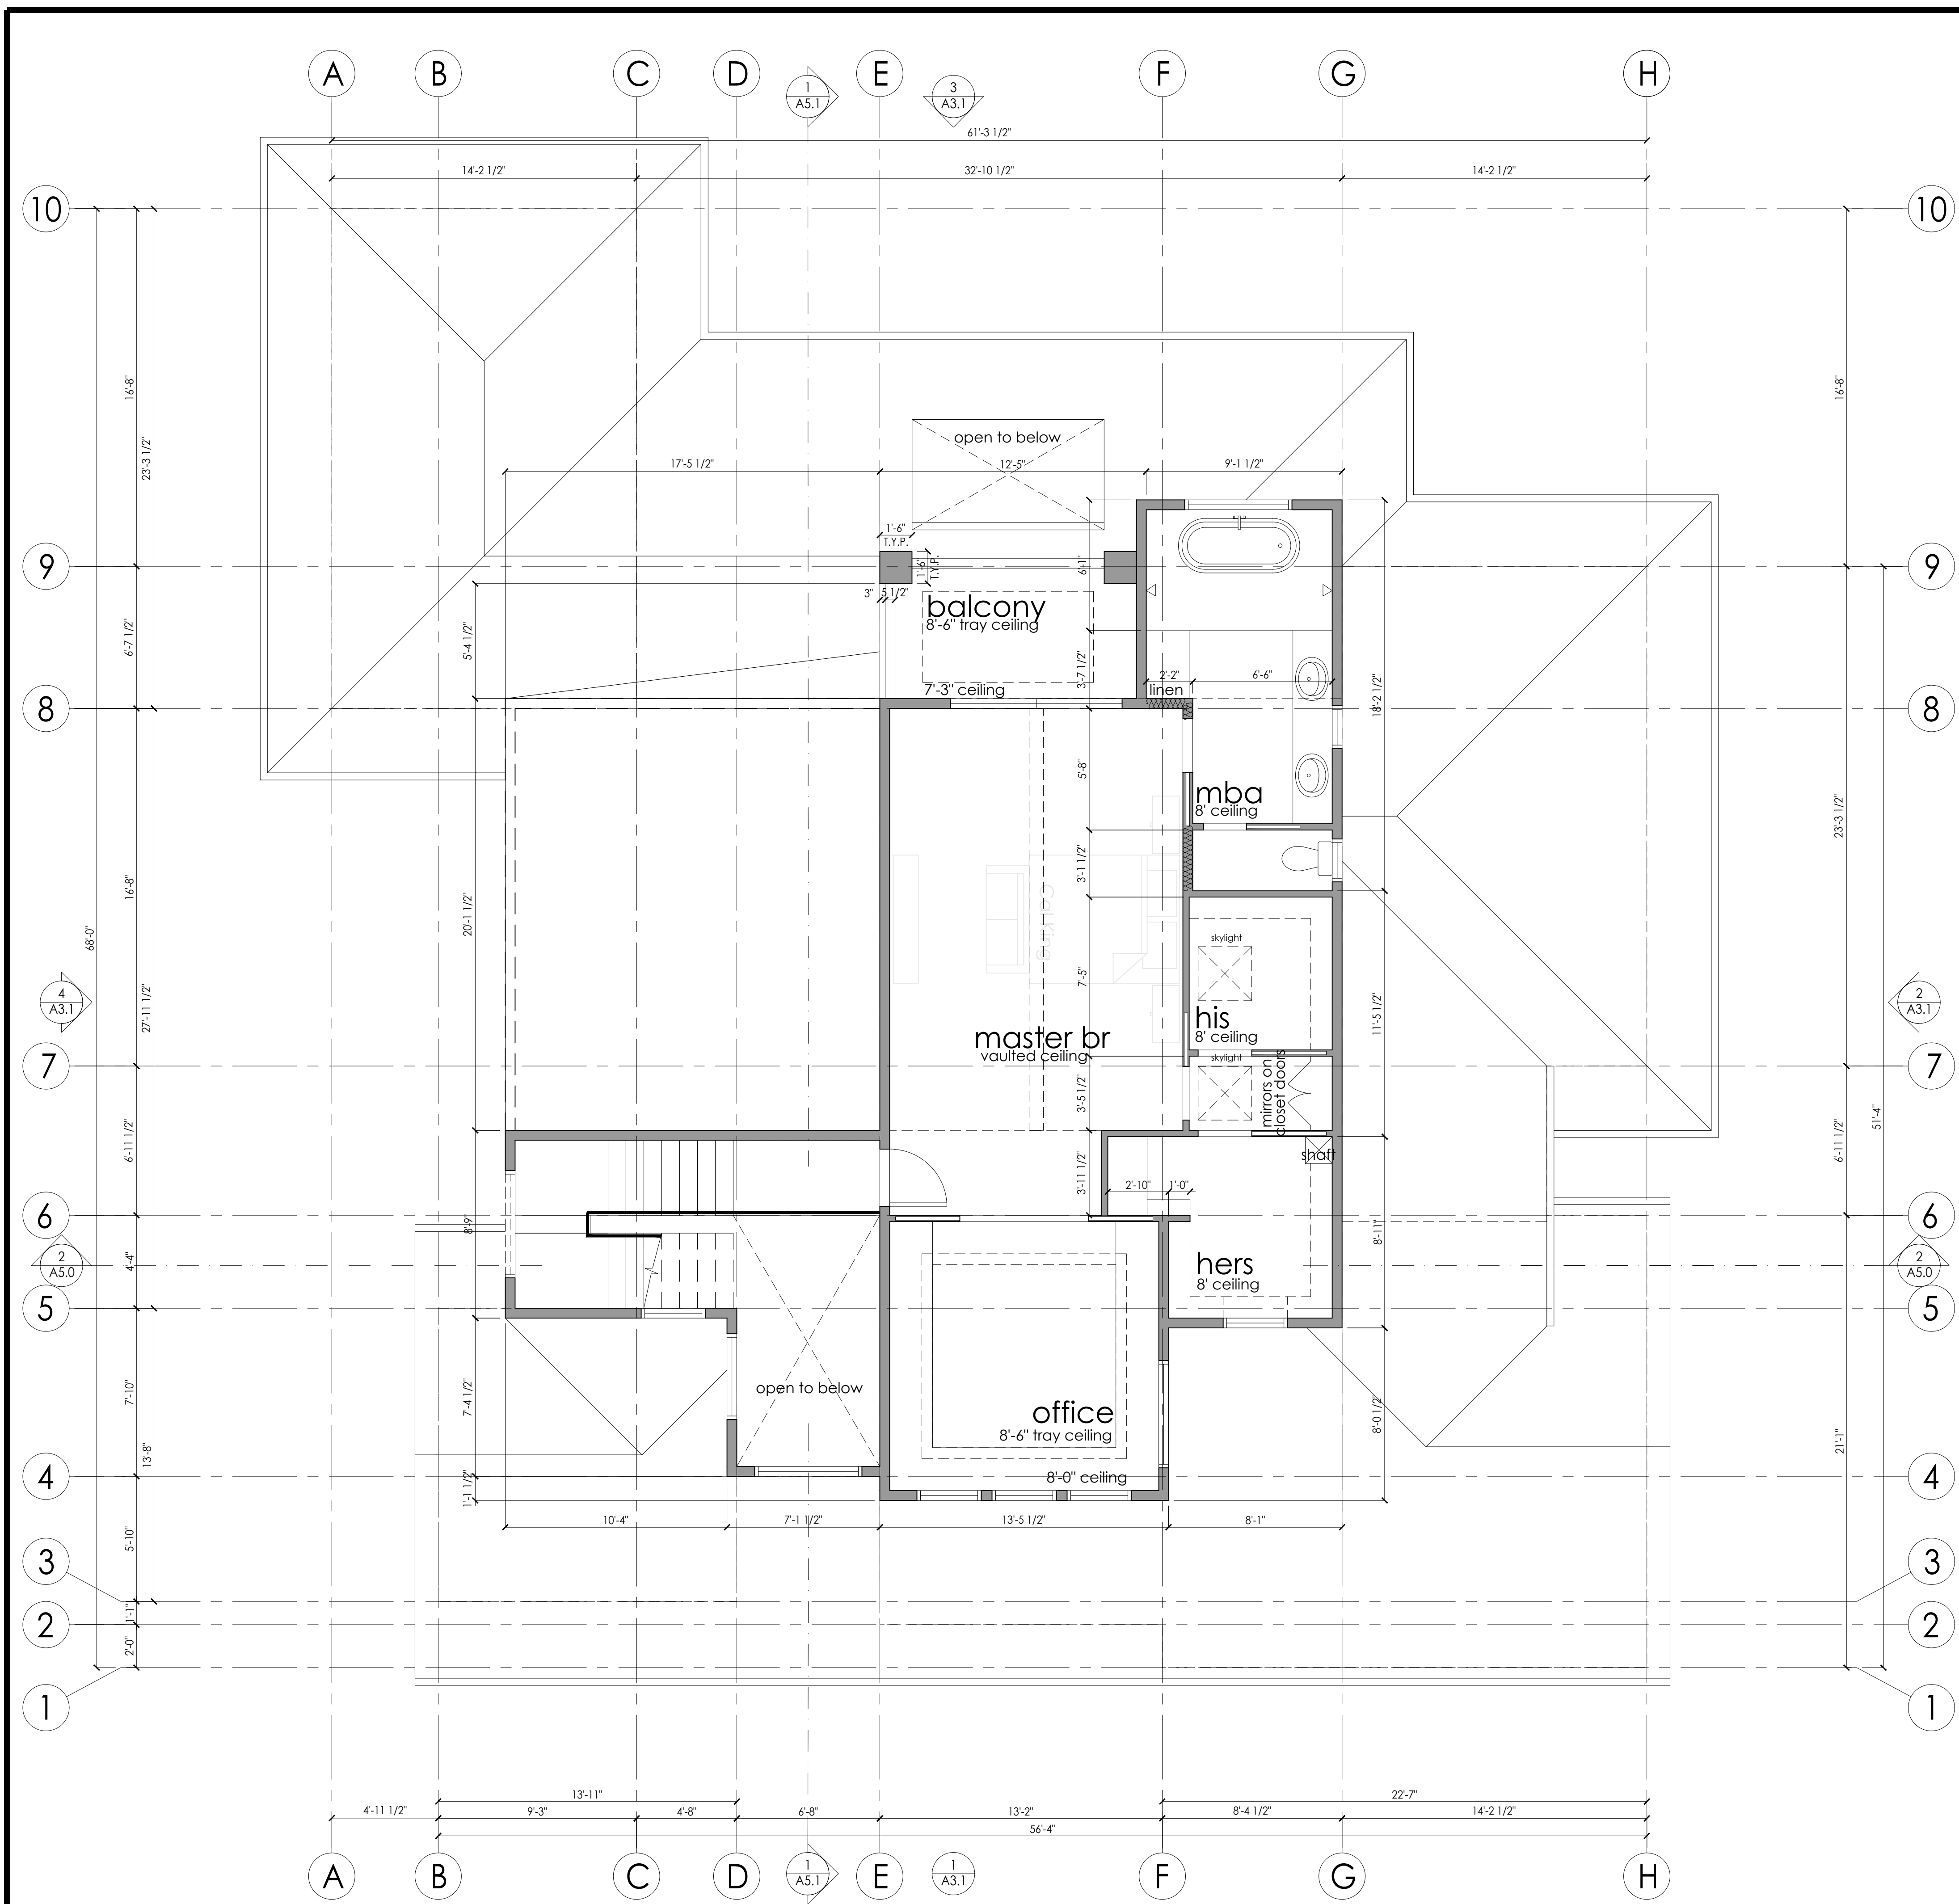 A B C D E F G H
1
A5.1
3
A3.1
61'-3 1/2"
14'-2 1/2" 32'-10 1/2" 14'-2 1/2"
10 10
16'-8" 16'-8"
23'-3 1/2"
68'-0"
open to below
17'-5 1/2" 12'-5" 9'-1 1/2"
1'-6"
T.Y.P.
1'-6"
T.Y.P.
6'-1"
9 9
3" 5 1/2"
balcony
8'-6" tray ceiling
6'-7 1/2"
5'-4 1/2"
3'-7 1/2"
2'-2" 6'-6"
linen
7'-3" ceiling
18'-2 1/2"
8 8
5'-8"
mba
8' ceiling
23'-3 1/2"
3'-1 1/2"
16'-8"
20'-1 1/2"
Cal King
skylight
7'-5"
4
A3.1
27'-11 1/2"
2
A3.1
his
8' ceiling
11'-5 1/2"
master br
vaulted ceiling
skylight
7 7
mirrors on
closet doors
3'-5 1/2"
51'-4"
6'-11 1/2" 6'-11 1/2"
shaft
3'-11 1/2"
2'-10" 1'-0"
6 6
8'-9"
8'-11"
2
A5.0
4'-4"
hers
8' ceiling
2
A5.0
5 5
open to below
7'-10"
7'-4 1/2"
office
8'-6" tray ceiling
8'-0 1/2"
13'-8"
21'-1"
8'-0" ceiling
4 4
1'-1 1/2"
10'-4" 7'-1 1/2" 13'-5 1/2" 8'-1"
5'-10"
3 3
1'-1"
2 2
2'-0"
1 1
13'-11" 22'-7"
4'-11 1/2" 9'-3" 4'-8" 6'-8" 13'-2" 8'-4 1/2" 14'-2 1/2"
56'-4"
A B C D E F G H
1
A5.1
1
A3.1